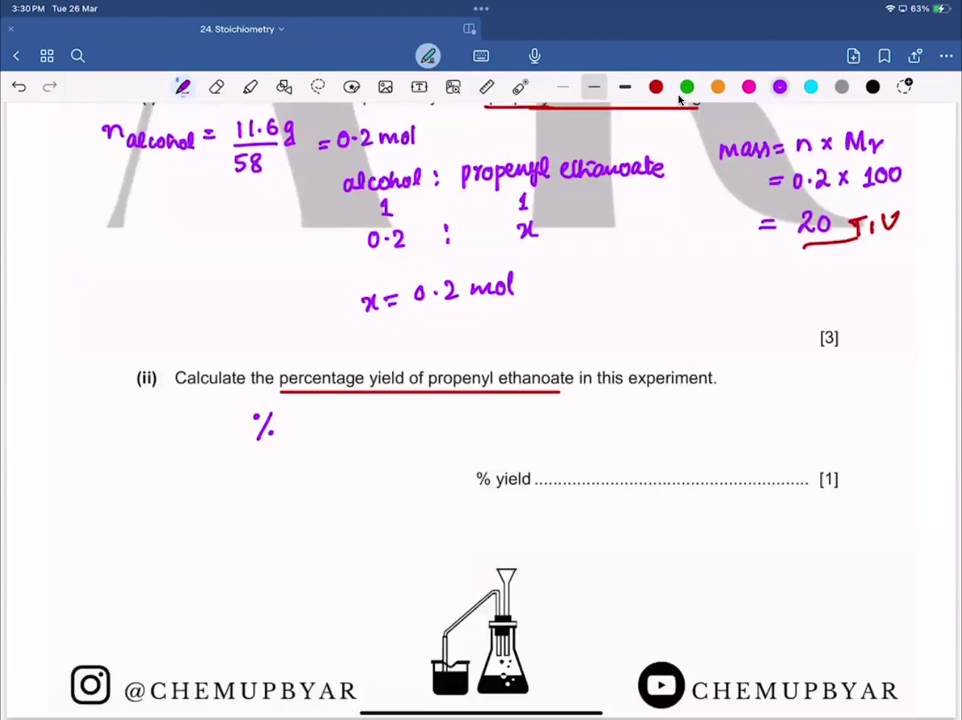 3:30 PM Tue 26 Mar
63%
24. Stoichiometry
n alcohol = 11.6g / 58 = 0.2 mol
alcohol : propenyl ethanoate
1 1
0.2 : x
x = 0.2 mol
mass = n x Mr
= 0.2 x 100
= 20
[3]
(ii) Calculate the percentage yield of propenyl ethanoate in this experiment.
%
% yield ........................................................... [1]
@CHEMUPBYAR
CHEMUPBYAR